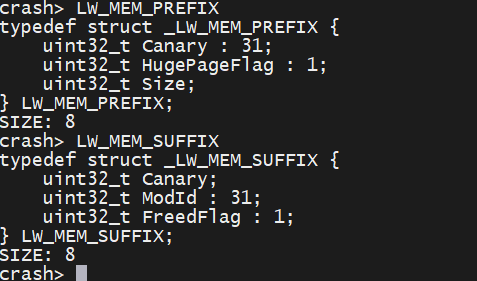 crash> LW_MEM_PREFIX
typedef struct _LW_MEM_PREFIX {
    uint32_t Canary : 31;
    uint32_t HugePageFlag : 1;
    uint32_t Size;
} LW_MEM_PREFIX;
SIZE: 8
crash> LW_MEM_SUFFIX
typedef struct _LW_MEM_SUFFIX {
    uint32_t Canary;
    uint32_t ModId : 31;
    uint32_t FreedFlag : 1;
} LW_MEM_SUFFIX;
SIZE: 8
crash>